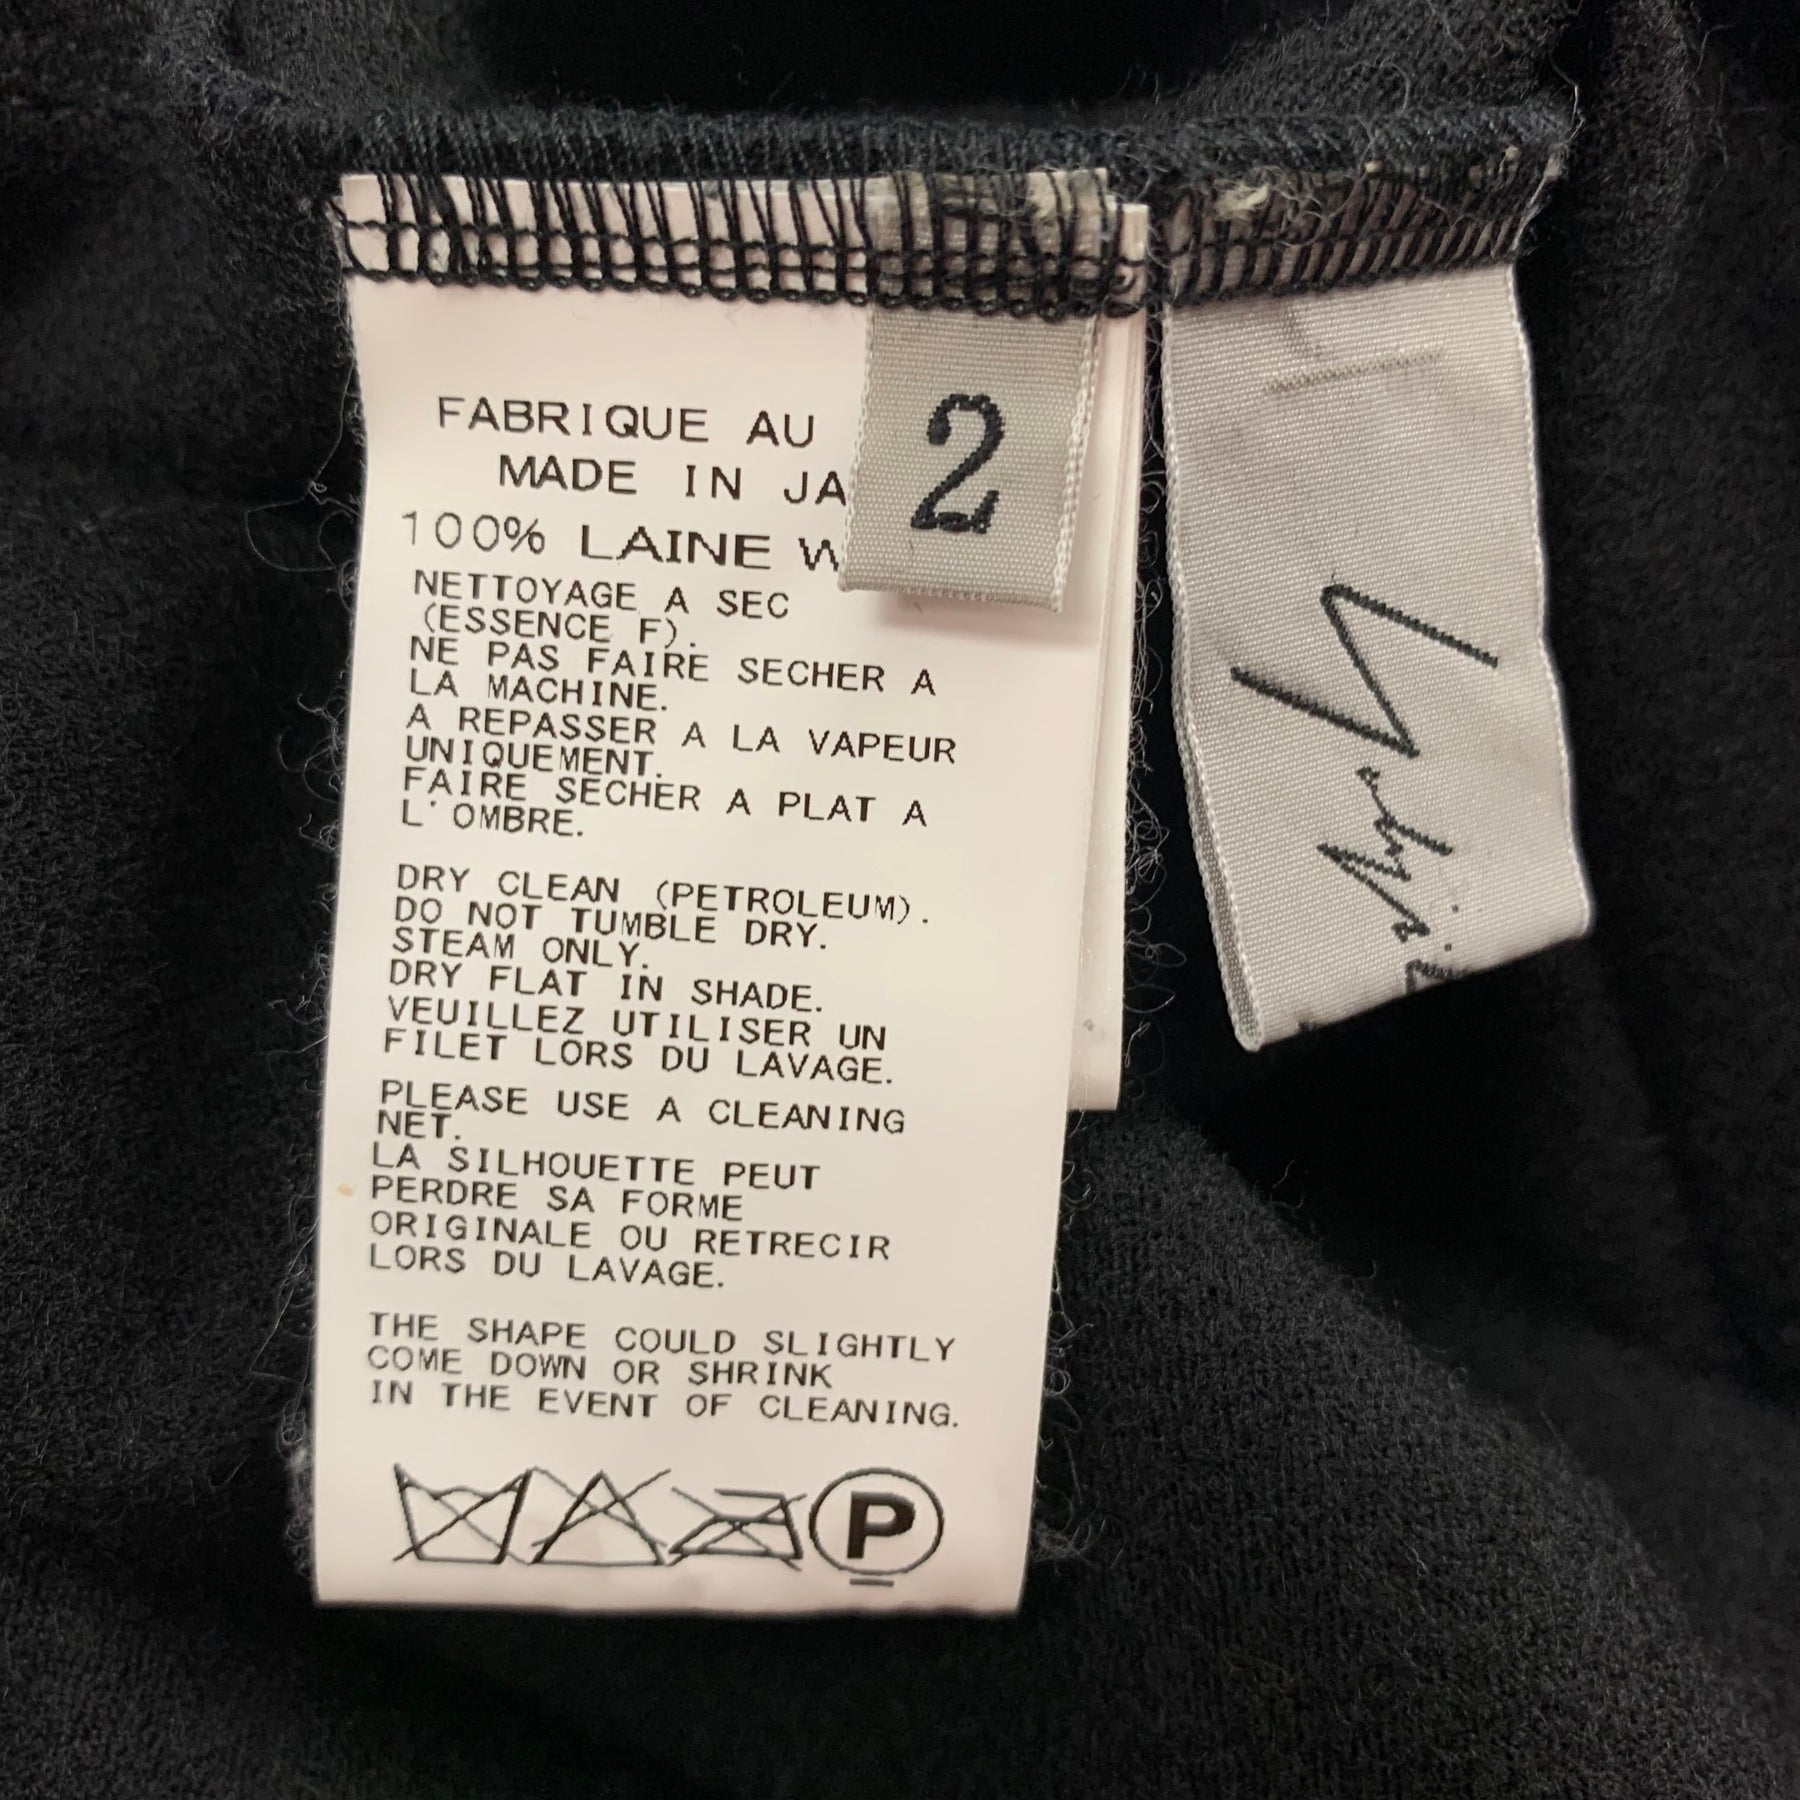 FABRIQUE AU
MADE IN JA
100% LAINE W
2
NETTOYAGE A SEC
(ESSENCE F).
NE PAS FAIRE SECHER A
LA MACHINE.
A REPASSER A LA VAPEUR
UNIQUEMENT.
FAIRE SECHER A PLAT A
L'OMBRE.
DRY CLEAN (PETROLEUM).
DO NOT TUMBLE DRY.
STEAM ONLY.
DRY FLAT IN SHADE.
VEUILLEZ UTILISER UN
FILET LORS DU LAVAGE.
PLEASE USE A CLEANING
NET.
LA SILHOUETTE PEUT
PERDRE SA FORME
ORIGINALE OU RETRECIR
LORS DU LAVAGE.
THE SHAPE COULD SLIGHTLY
COME DOWN OR SHRINK
IN THE EVENT OF CLEANING.
P